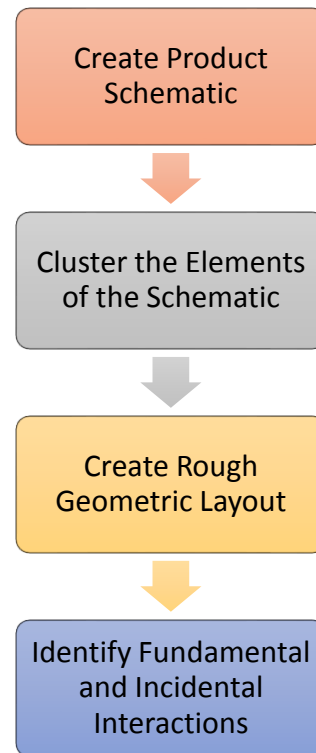 Create Product
Schematic
Cluster the Elements
of the Schematic
Create Rough
Geometric Layout
Identify Fundamental
and Incidental
Interactions